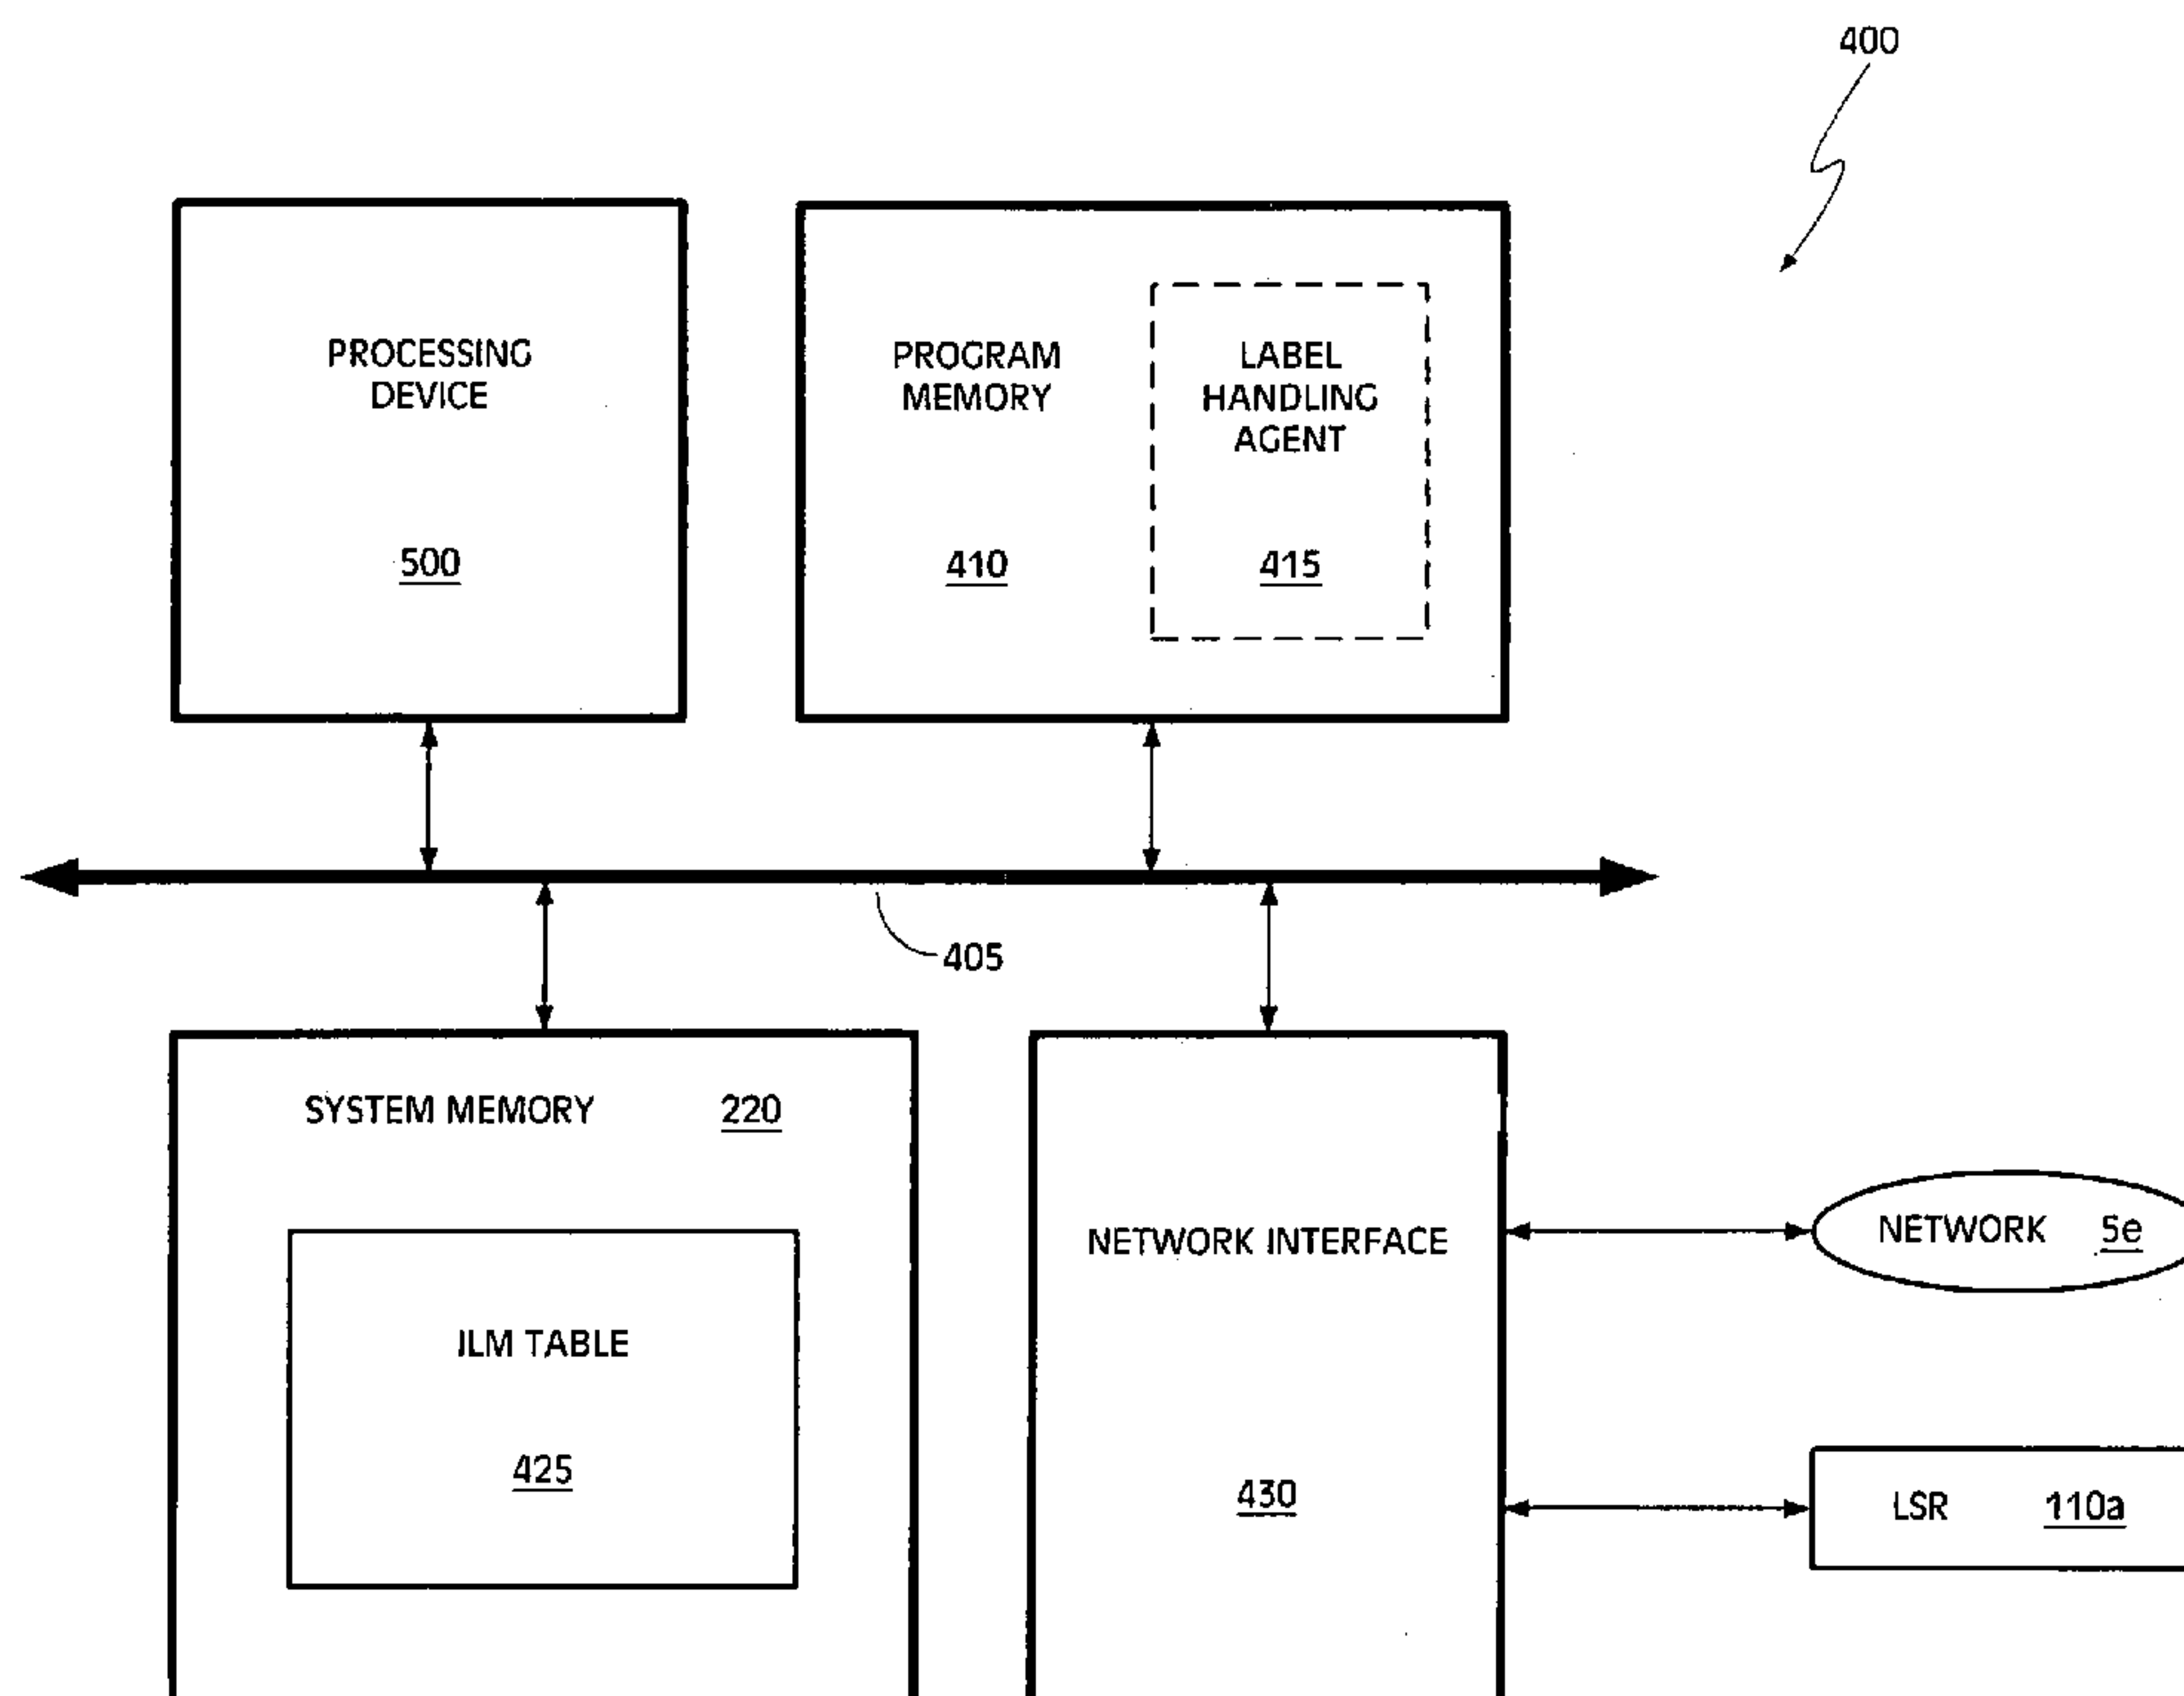 400
PROCESSING
DEVICE
500
PROGRAM
MEMORY
410
LABEL
HANDLING
AGENT
415
405
SYSTEM MEMORY 220
ILM TABLE
425
NETWORK INTERFACE
430
NETWORK 5e
LSR 110a